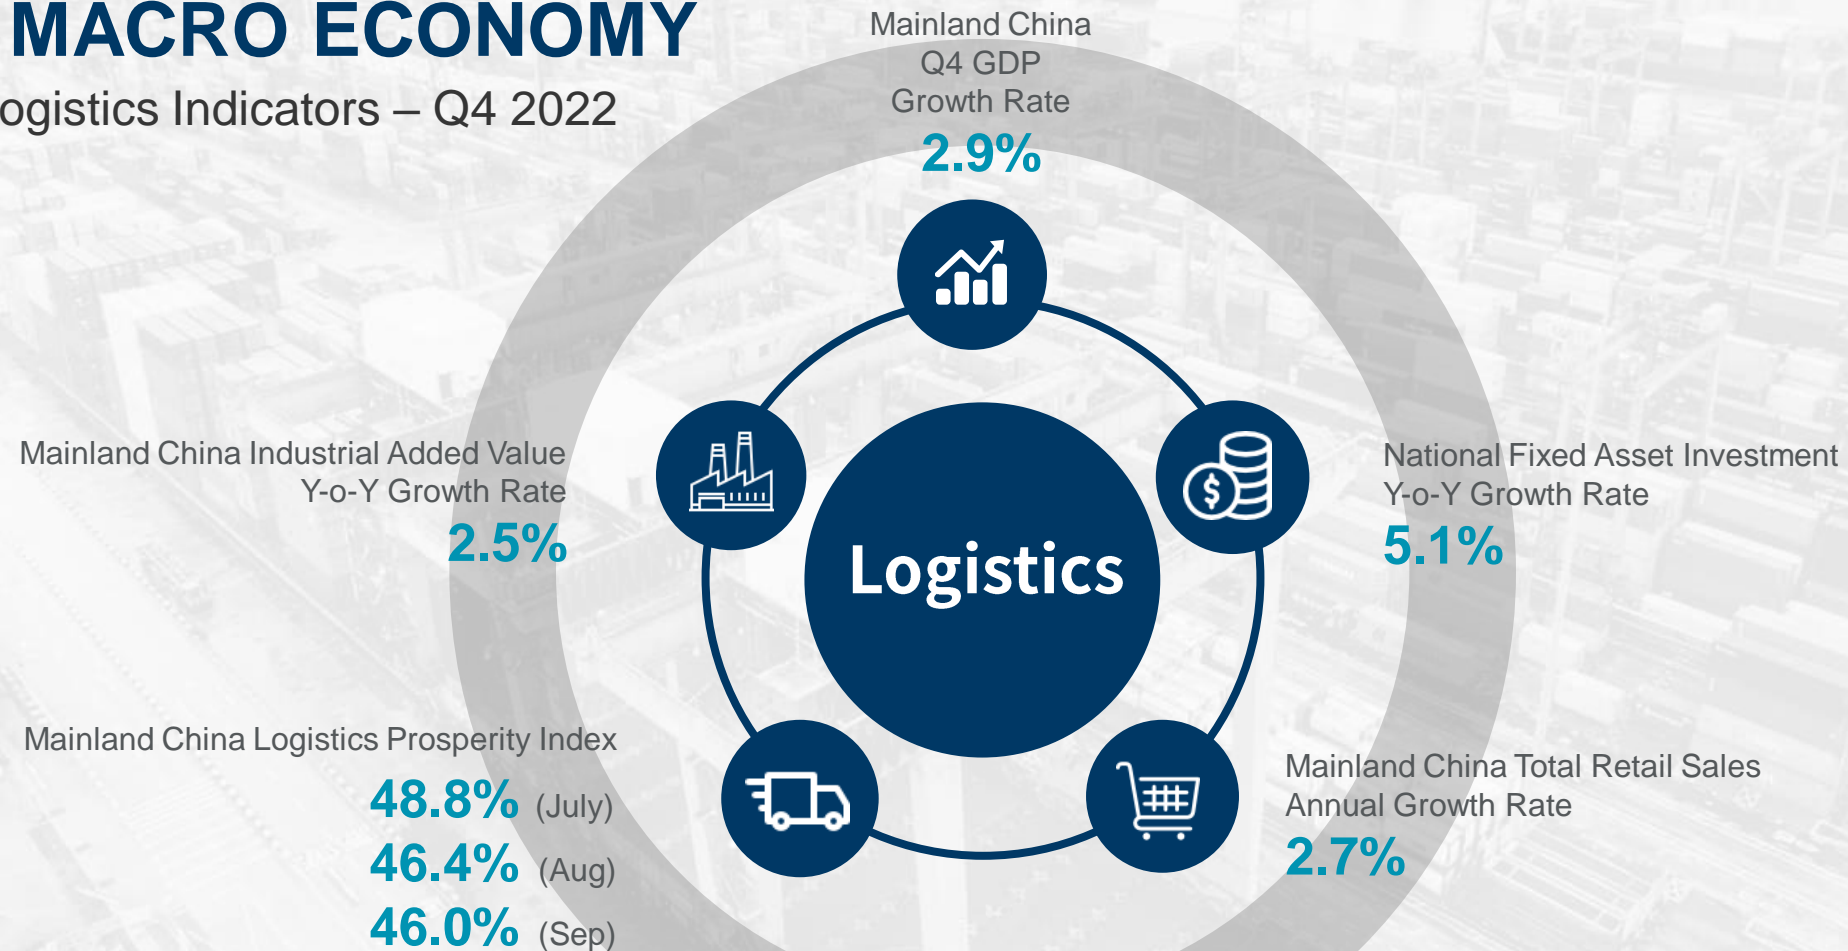 MACRO ECONOMY
ogistics Indicators – Q4 2022
Mainland China
Q4 GDP
Growth Rate
2.9%
Mainland China Industrial Added Value
Y-o-Y Growth Rate
2.5%
National Fixed Asset Investment
Y-o-Y Growth Rate
5.1%
Logistics
Mainland China Logistics Prosperity Index
48.8% (July)
46.4% (Aug)
46.0% (Sep)
Mainland China Total Retail Sales
Annual Growth Rate
2.7%